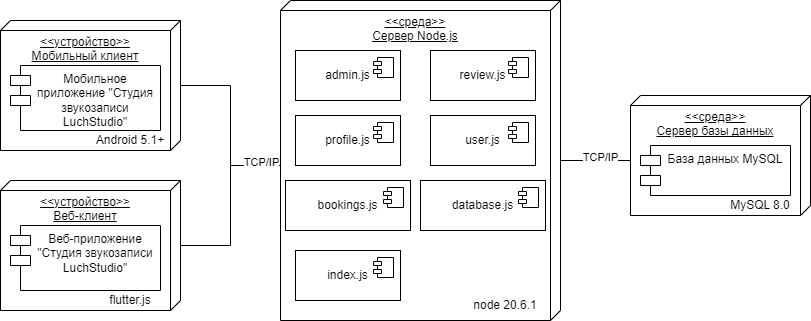 <<устройство>>
Мобильный клиент
Мобильное
приложение "Студия
звукозаписи
LuchStudio"
Android 5.1+
<<устройство>>
Веб-клиент
Веб-приложение
"Студия звукозаписи
LuchStudio"
flutter.js
TCP/IP
<<среда>>
Сервер Node.js
admin.js
review.js
profile.js
user.js
bookings.js
database.js
index.js
node 20.6.1
TCP/IP
<<среда>>
Сервер базы данных
База данных MySQL
MySQL 8.0